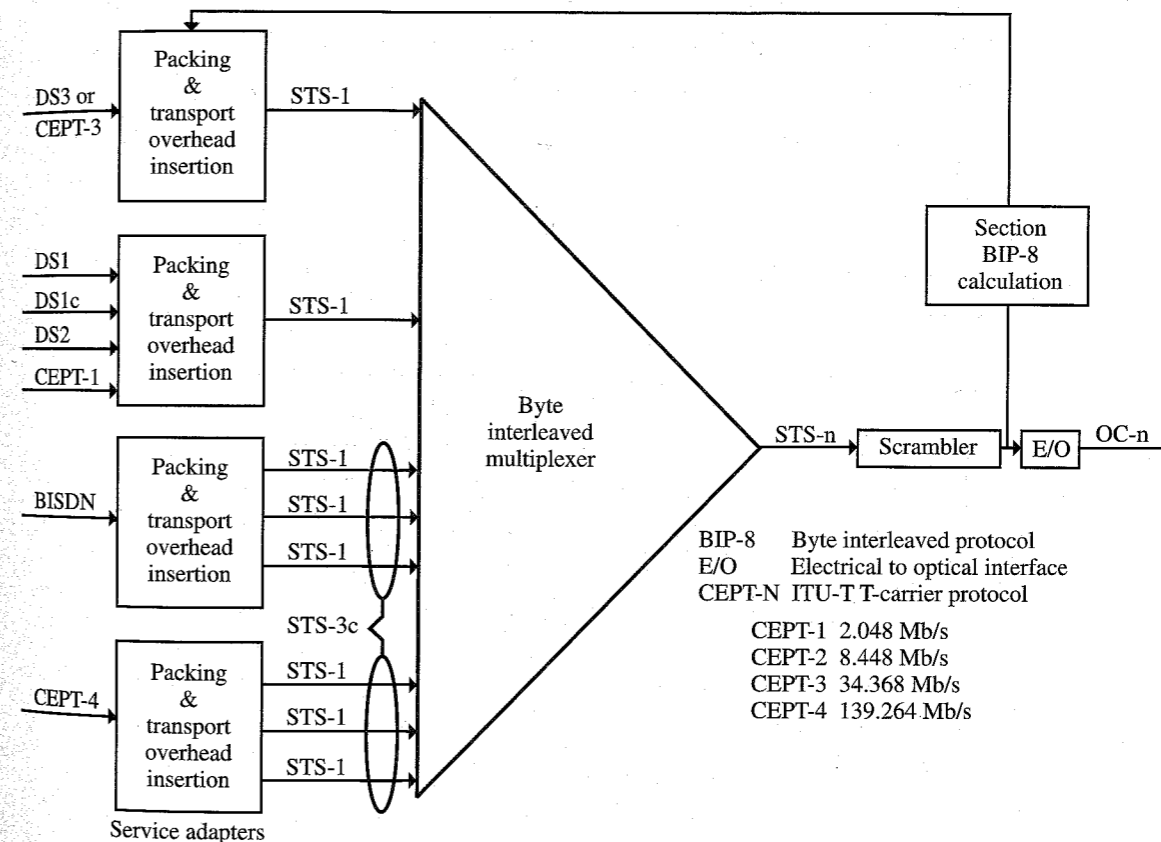 Packing
&
transport
overhead
insertion
DS3 or
CEPT-3
STS-1
Section
BIP-8
calculation
DS1
DS1c
DS2
CEPT-1
Packing
&
transport
overhead
insertion
STS-1
Byte
interleaved
multiplexer
STS-n
Scrambler
E/O
OC-n
BISDN
Packing
&
transport
overhead
insertion
STS-1
STS-1
STS-1
STS-3c
CEPT-4
Packing
&
transport
overhead
insertion
STS-1
STS-1
STS-1
Service adapters
BIP-8 Byte interleaved protocol
E/O Electrical to optical interface
CEPT-N ITU-T T-carrier protocol
CEPT-1 2.048 Mb/s
CEPT-2 8.448 Mb/s
CEPT-3 34.368 Mb/s
CEPT-4 139.264 Mb/s